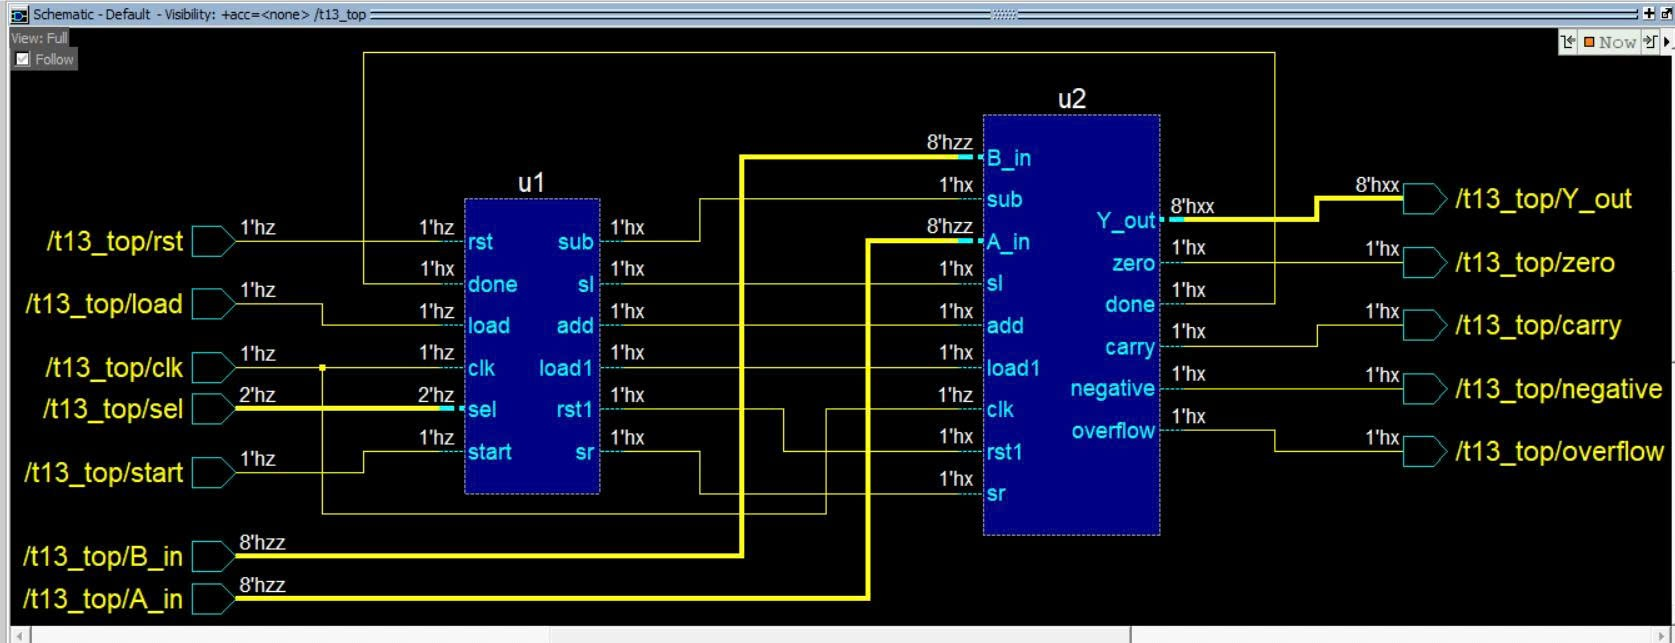 Schematic - Default - Visibility: +acc=<none> /t13_top
View: Full
Follow
Now
u1
u2
/t13_top/rst
1'hz
/t13_top/load
1'hz
/t13_top/clk
1'hz
/t13_top/sel
2'hz
/t13_top/start
1'hz
/t13_top/B_in
8'hzz
/t13_top/A_in
8'hzz
1'hz rst sub 1'hx
1'hx done sl 1'hx
1'hz load add 1'hx
1'hz clk load1 1'hx
2'hz sel rst1 1'hx
1'hz start sr 1'hx
8'hzz B_in
1'hx sub
8'hzz A_in
1'hx sl
1'hx add
1'hx load1
1'hz clk
1'hx rst1
1'hx sr
Y_out 8'hxx
zero 1'hx
done 1'hx
carry 1'hx
negative 1'hx
overflow 1'hx
8'hxx /t13_top/Y_out
1'hx /t13_top/zero
1'hx /t13_top/carry
1'hx /t13_top/negative
1'hx /t13_top/overflow